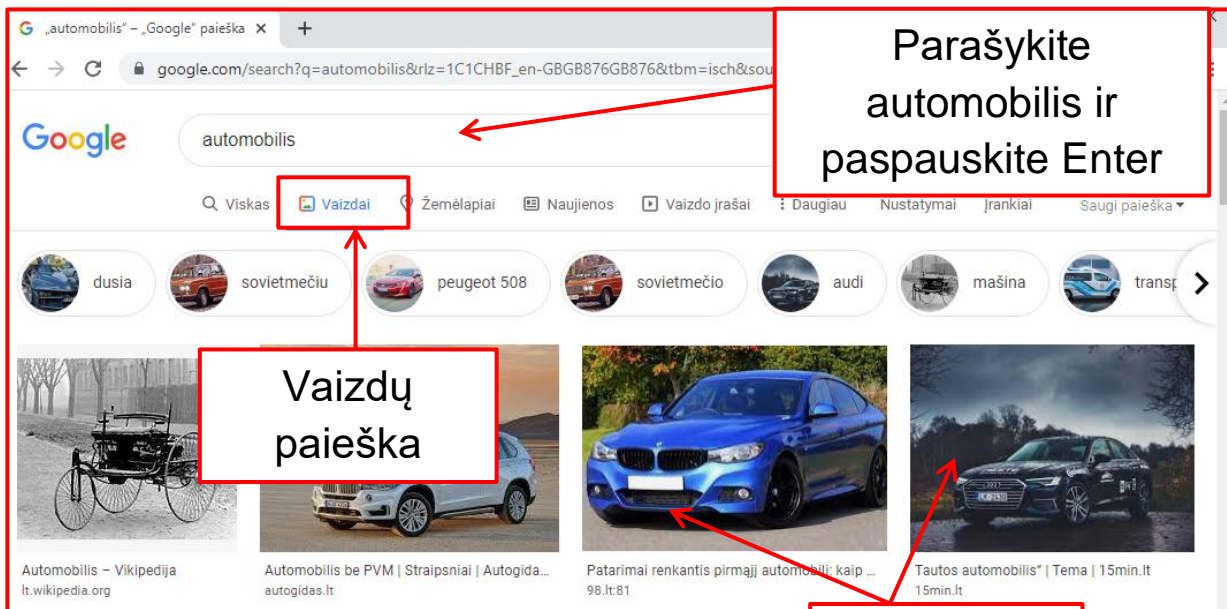 „automobilis“ – „Google“ paieška
google.com/search?q=automobilis&rlz=1C1CHBF_en-GBGB876GB876&tbm=isch&sou
Parašykite
automobilis ir
paspauskite Enter
Google
automobilis
Viskas Vaizdai Žemėlapiai Naujienos Vaizdo įrašai Daugiau Nustatymai Įrankiai Saugi paieška
dusia sovietmečiu peugeot 508 sovietmečio audi mašina transp
Vaizdų
paieška
Automobilis – Vikipedija
lt.wikipedia.org
Automobilis be PVM | Straipsniai | Autogida...
autogidas.lt
Patarimai renkantis pirmąjį automobilį: kaip ...
98.lt:81
Tautos automobilis“ | Tema | 15min.lt
15min.lt